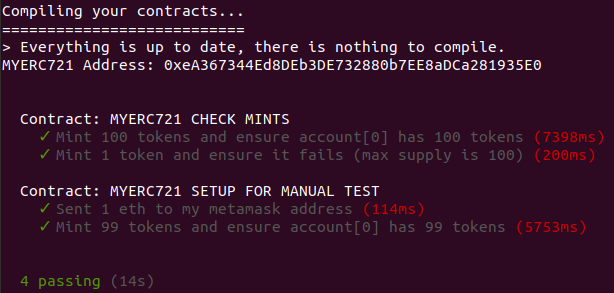 Compiling your contracts...
===========================
> Everything is up to date, there is nothing to compile.
MYERC721 Address: 0xeA367344Ed8DEb3DE732880b7EE8aDCa281935E0
Contract: MYERC721 CHECK MINTS
✓ Mint 100 tokens and ensure account[0] has 100 tokens (7398ms)
✓ Mint 1 token and ensure it fails (max supply is 100) (200ms)
Contract: MYERC721 SETUP FOR MANUAL TEST
✓ Sent 1 eth to my metamask address (114ms)
✓ Mint 99 tokens and ensure account[0] has 99 tokens (5753ms)
4 passing (14s)